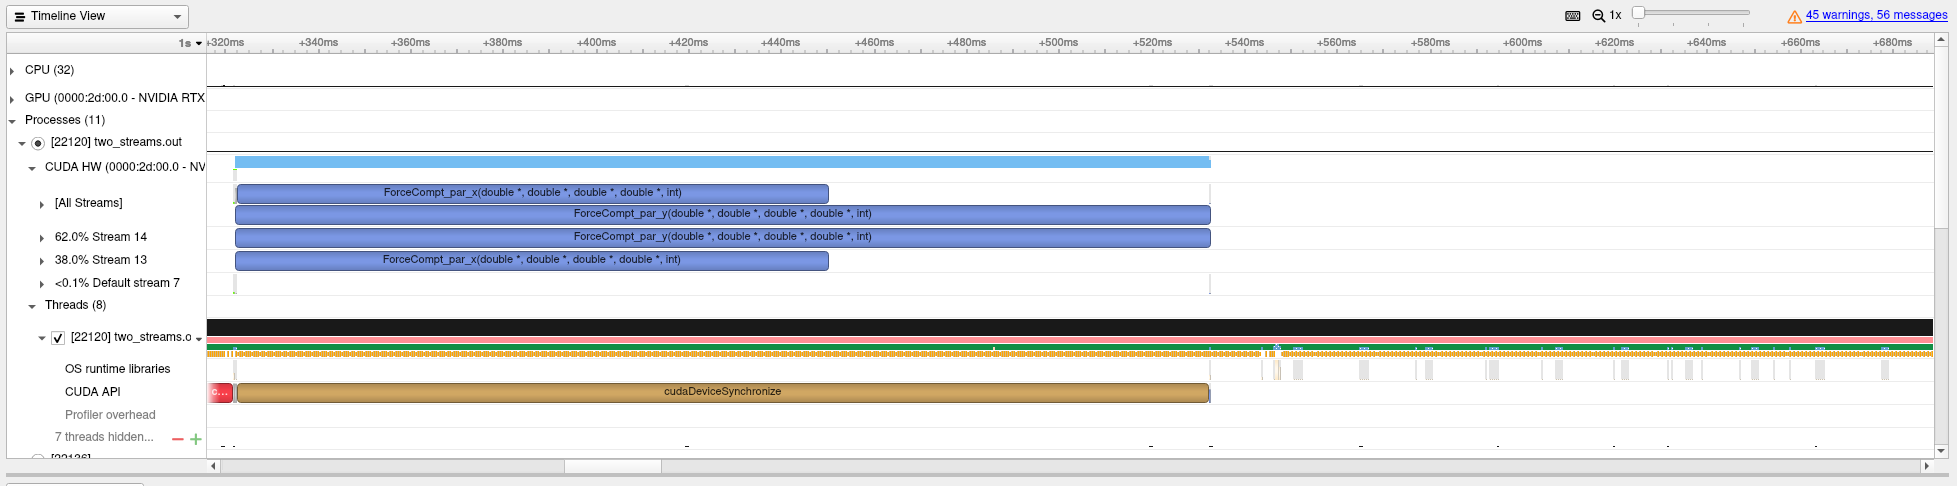 Timeline View
1x
45 warnings, 56 messages
1s
+320ms +340ms +360ms +380ms +400ms +420ms +440ms +460ms +480ms +500ms +520ms +540ms +560ms +580ms +600ms +620ms +640ms +660ms +680ms
CPU (32)
GPU (0000:2d:00.0 - NVIDIA RTX
Processes (11)
[22120] two_streams.out
CUDA HW (0000:2d:00.0 - NV
[All Streams]
ForceCompt_par_x(double *, double *, double *, double *, int)
ForceCompt_par_y(double *, double *, double *, double *, int)
62.0% Stream 14
ForceCompt_par_y(double *, double *, double *, double *, int)
38.0% Stream 13
ForceCompt_par_x(double *, double *, double *, double *, int)
<0.1% Default stream 7
Threads (8)
[22120] two_streams.o
OS runtime libraries
CUDA API
c...
cudaDeviceSynchronize
Profiler overhead
7 threads hidden...